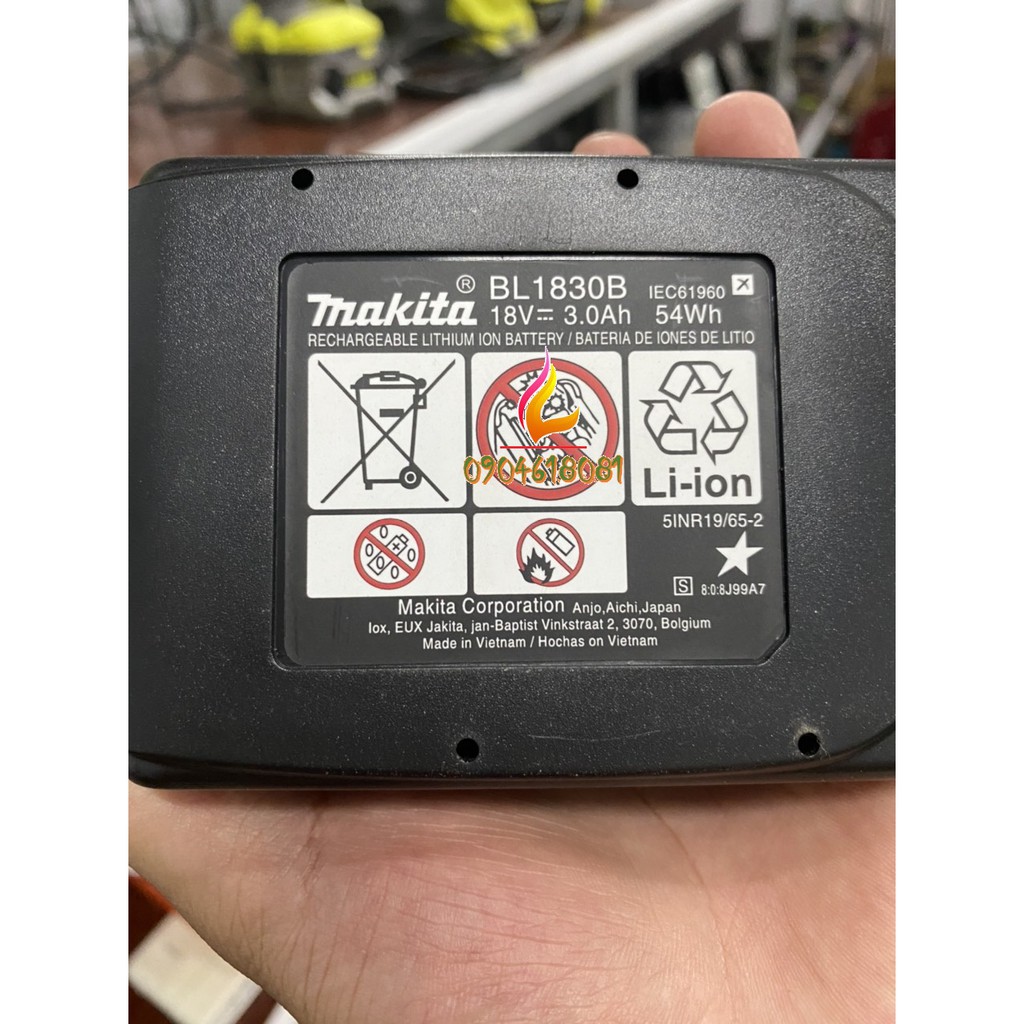 makita® BL1830B IEC61960
18V 3.0Ah 54Wh
RECHARGEABLE LITHIUM ION BATTERY / BATERIA DE IONES DE LITIO
0904618081
Li-ion
5INR19/65-2
S 8:0:8J99A7
Makita Corporation Anjo,Aichi,Japan
Iox, EUX Jakita, jan-Baptist Vinkstraat 2, 3070, Bolgium
Made in Vietnam / Hochas on Vietnam